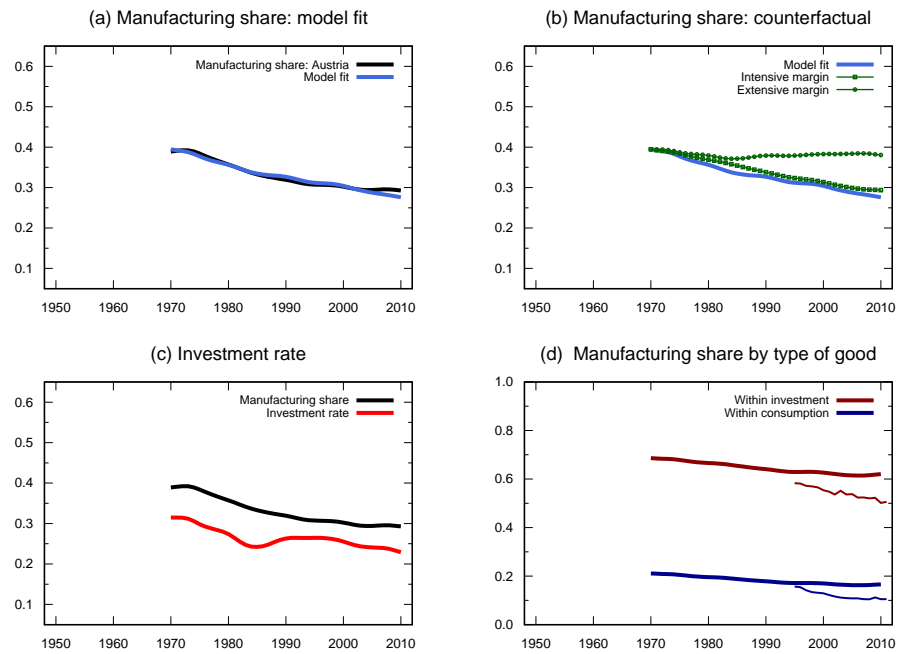 (a) Manufacturing share: model fit
0.6
0.5
0.4
0.3
0.2
0.1
Manufacturing share: Austria
Model fit
1950 1960 1970 1980 1990 2000 2010
(b) Manufacturing share: counterfactual
0.6
0.5
0.4
0.3
0.2
0.1
Model fit
Intensive margin
Extensive margin
1950 1960 1970 1980 1990 2000 2010
(c) Investment rate
0.6
0.5
0.4
0.3
0.2
0.1
Manufacturing share
Investment rate
1950 1960 1970 1980 1990 2000 2010
(d) Manufacturing share by type of good
1.0
0.8
0.6
0.4
0.2
0.0
Within investment
Within consumption
1950 1960 1970 1980 1990 2000 2010